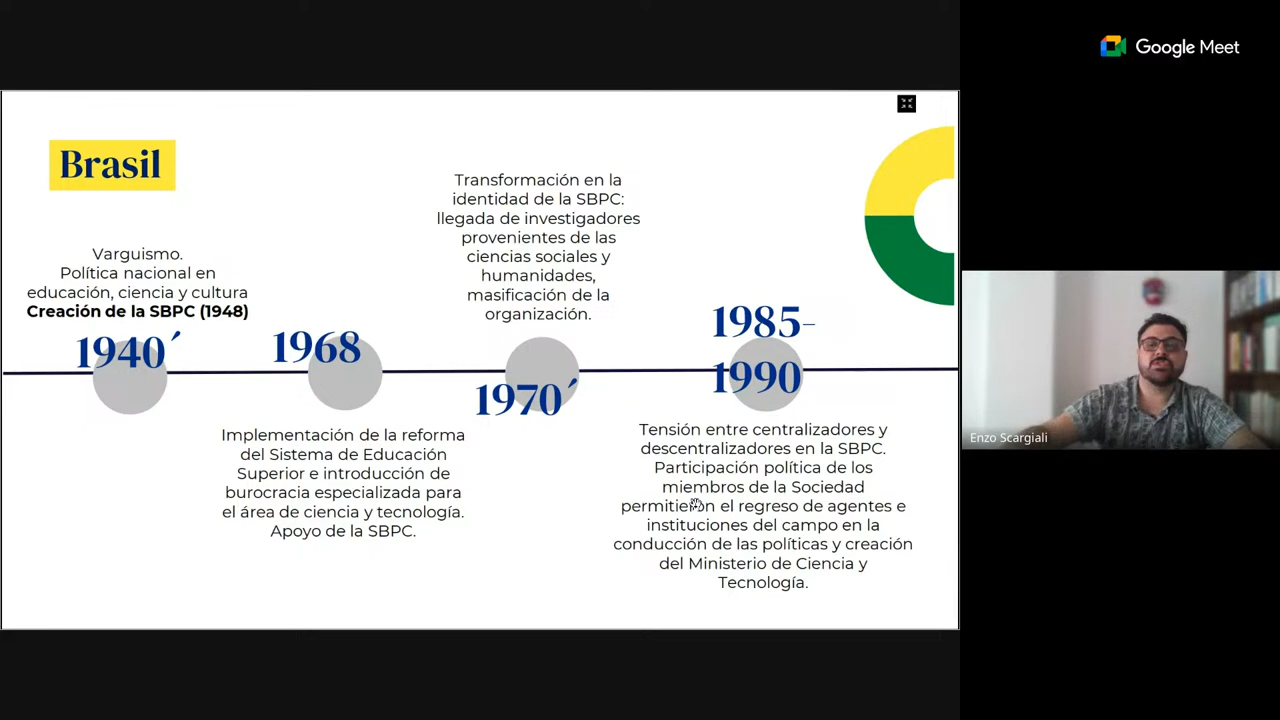 Google Meet
Brasil
Varguismo.
Política nacional en
educación, ciencia y cultura
Creación de la SBPC (1948)
1940´
1968
Implementación de la reforma
del Sistema de Educación
Superior e introducción de
burocracia especializada para
el área de ciencia y tecnología.
Apoyo de la SBPC.
Transformación en la
identidad de la SBPC:
llegada de investigadores
provenientes de las
ciencias sociales y
humanidades,
masificación de la
organización.
1970´
1985-
1990
Tensión entre centralizadores y
descentralizadores en la SBPC.
Participación política de los
miembros de la Sociedad
permitieron el regreso de agentes e
instituciones del campo en la
conducción de las políticas y creación
del Ministerio de Ciencia y
Tecnología.
Enzo Scargiali